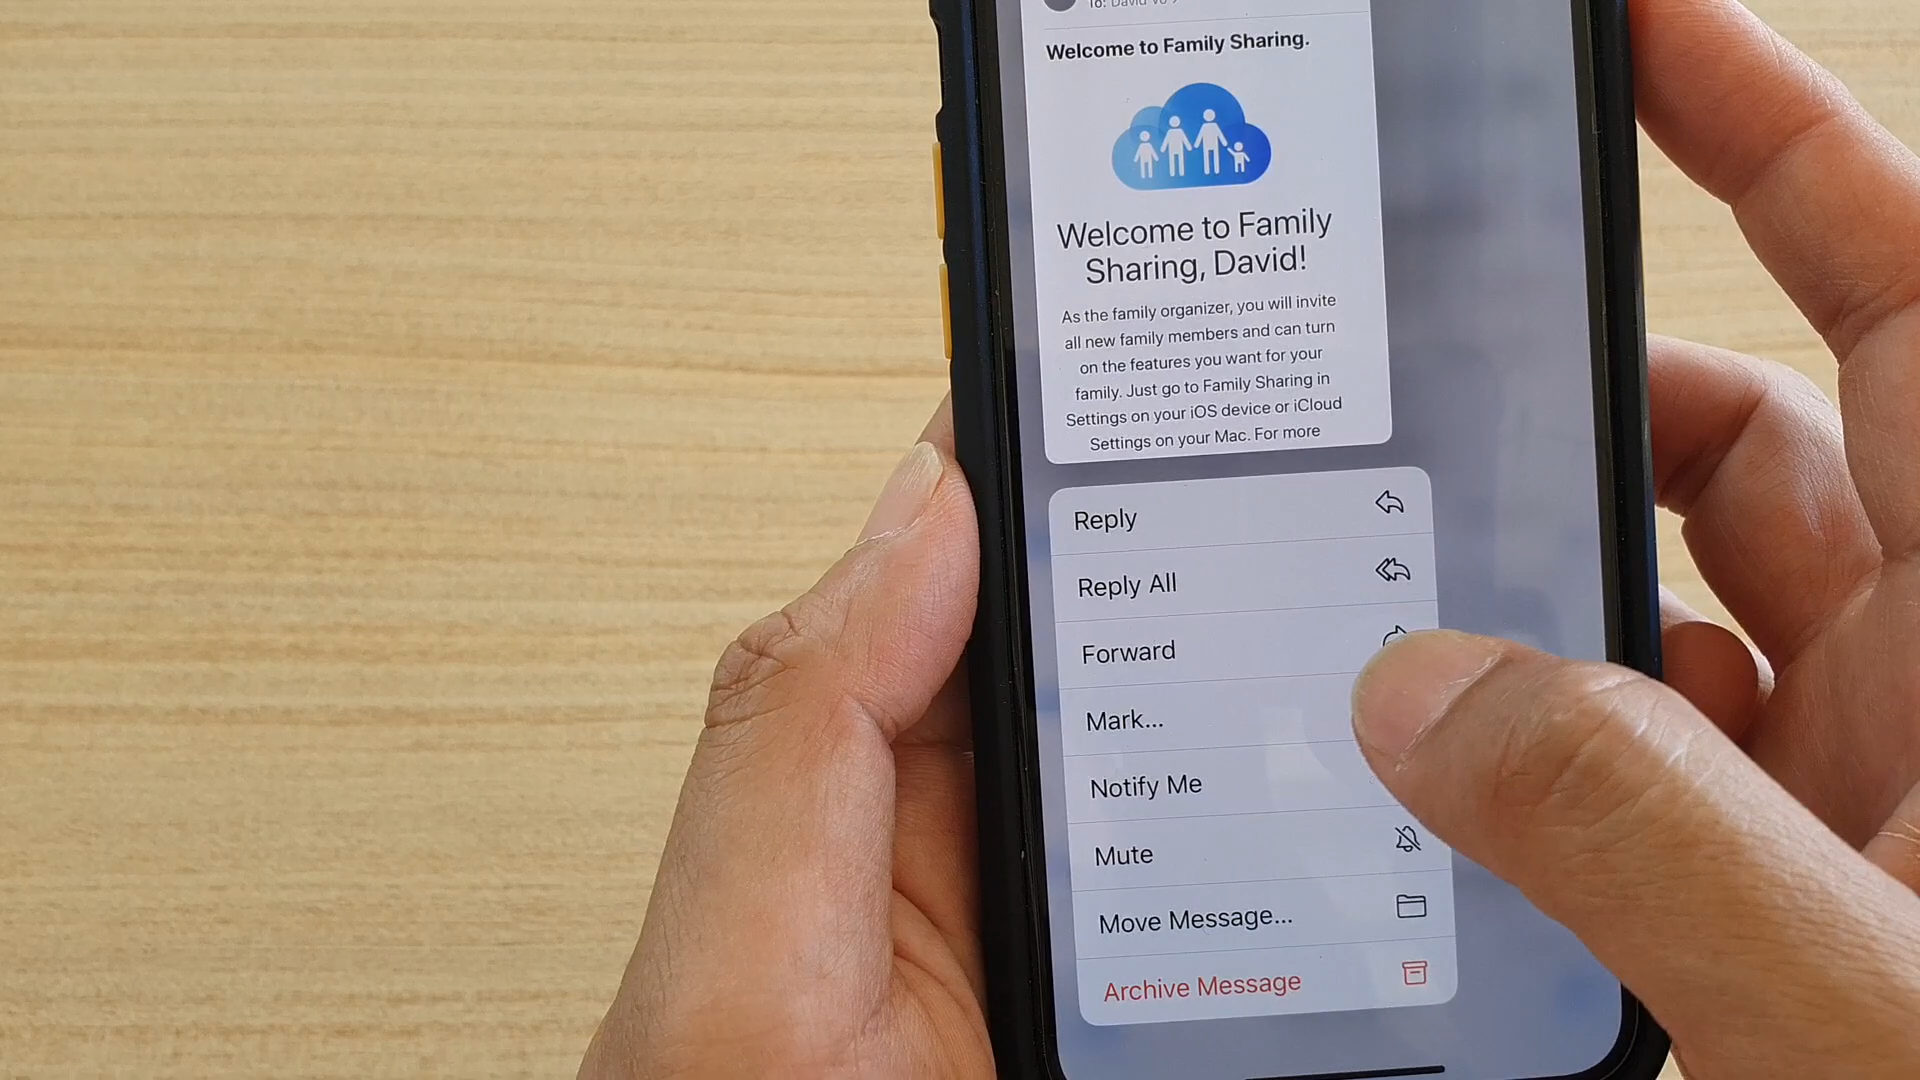 To: David
Welcome to Family Sharing.
Welcome to Family
Sharing, David!
As the family organizer, you will invite
all new family members and can turn
on the features you want for your
family. Just go to Family Sharing in
Settings on your iOS device or iCloud
Settings on your Mac. For more
Reply
Reply All
Forward
Mark...
Notify Me
Mute
Move Message...
Archive Message